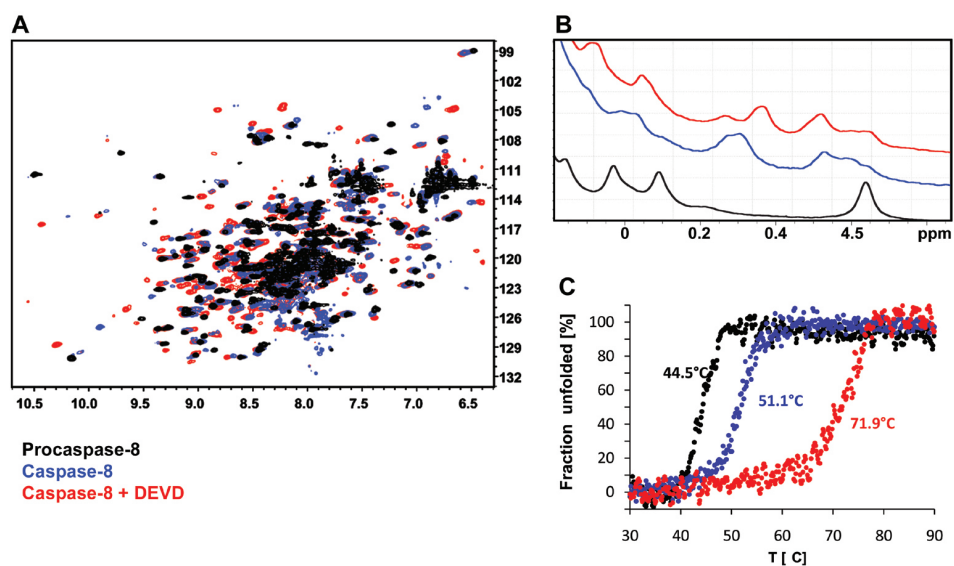 A
99
102
105
108
111
114
117
120
123
126
129
132
10.5 10.0 9.5 9.0 8.5 8.0 7.5 7.0 6.5
Procaspase-8
Caspase-8
Caspase-8 + DEVD
B
0 0.2 0.4 4.5 ppm
C
Fraction unfolded [%]
100
80
60
40
20
0
44.5°C
51.1°C
71.9°C
30 40 50 60 70 80 90
T [ C]